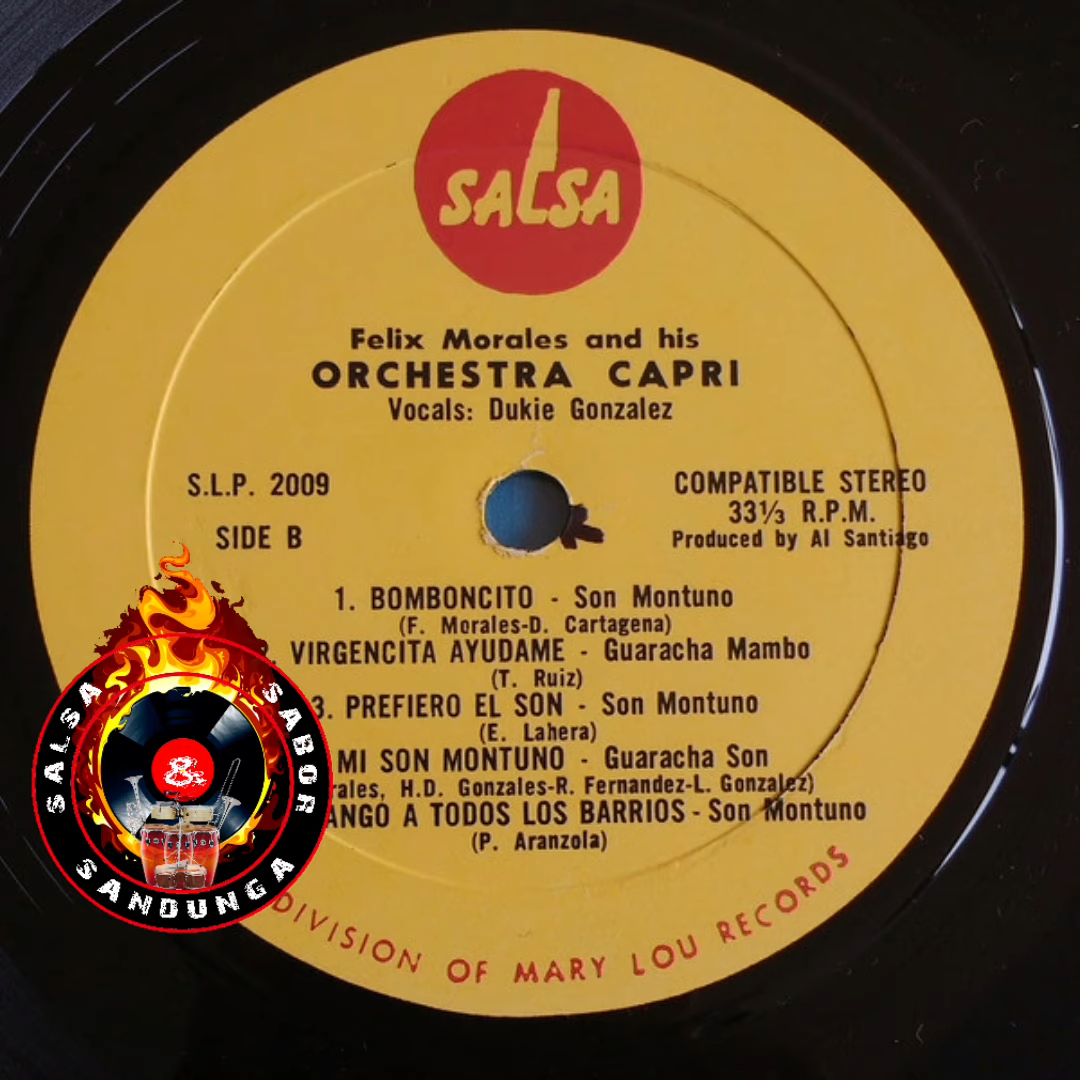 SALSA
Felix Morales and his
ORCHESTRA CAPRI
Vocals: Dukie Gonzalez
S.L.P. 2009
SIDE B
COMPATIBLE STEREO
33⅓ R.P.M.
Produced by Al Santiago
1. BOMBONCITO - Son Montuno
(F. Morales-D. Cartagena)
VIRGENCITA AYUDAME - Guaracha Mambo
(T. Ruiz)
3. PREFIERO EL SON - Son Montuno
(E. Lahera)
MI SON MONTUNO - Guaracha Son
H.D. Gonzales-R. Fernandez-L. Gonzalez)
A TODOS LOS BARRIOS - Son Montuno
(P. Aranzola)
DIVISION OF MARY LOU RECORDS
SALSA & SABOR
SANDUNGA